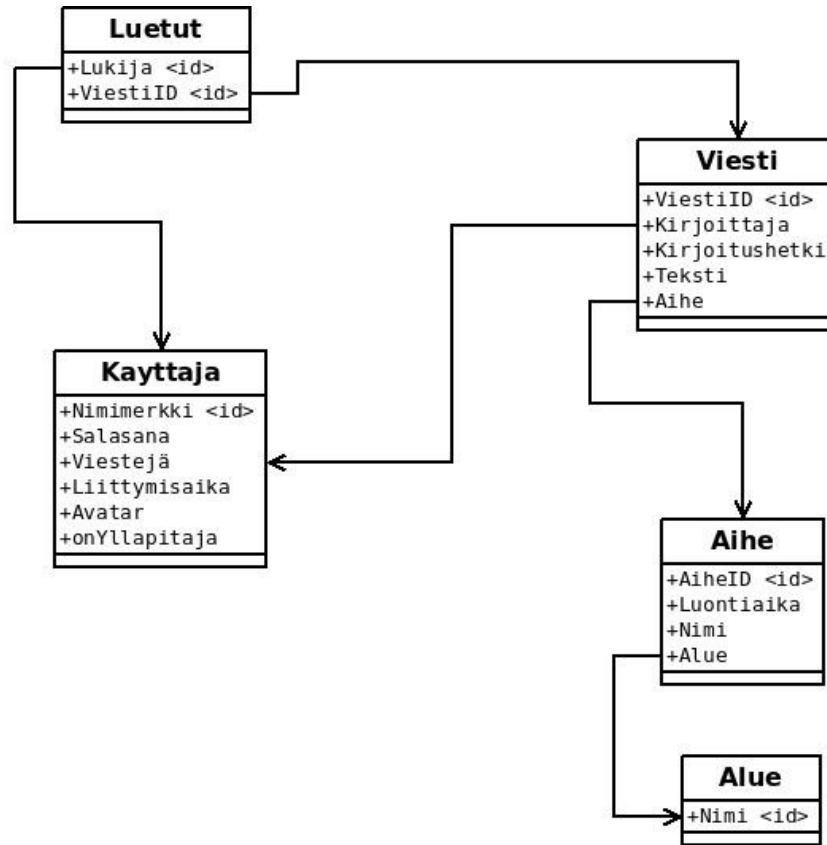 Luetut
+Lukija <id>
+ViestiID <id>
Viesti
+ViestiID <id>
+Kirjoittaja
+Kirjoitushetki
+Teksti
+Aihe
Kayttaja
+Nimimerkki <id>
+Salasana
+Viestejä
+Liittymisaika
+Avatar
+onYllapitaja
Aihe
+AiheID <id>
+Luontiaika
+Nimi
+Alue
Alue
+Nimi <id>